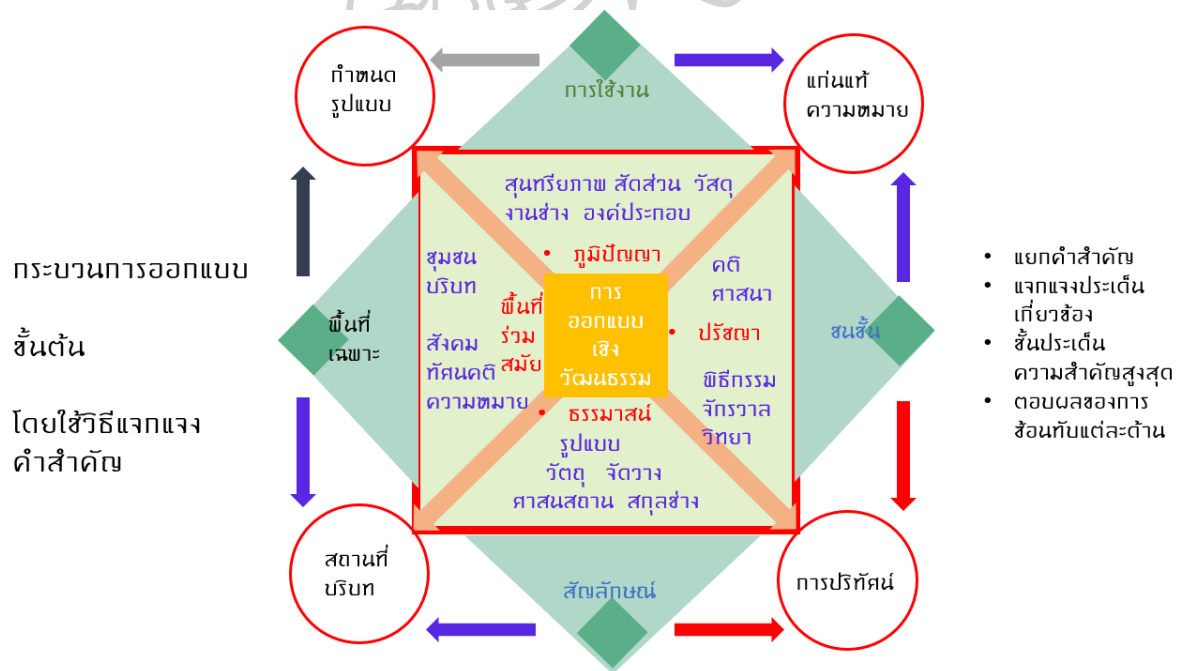 กระบวนการออกแบบ
ขั้นต้น
โดยใช้วิธีแจกแจง
คำสำคัญ
กำหนด
รูปแบบ
การใช้งาน
แก่นแท้
ความหมาย
สุนทรียภาพ สัดส่วน วัสดุ
งานช่าง องค์ประกอบ
• ภูมิปัญญา
ชุมชน
บริบท
สังคม
ทัศนคติ
ความหมาย
พื้นที่
ร่วม
สมัย
การ
ออกแบบ
เชิง
วัฒนธรรม
คติ
ศาสนา
• ปรัชญา
พิธีกรรม
จักรวาล
วิทยา
• ธรรมาสน์
รูปแบบ
วัตถุ จัดวาง
ศาสนสถาน สกุลช่าง
พื้นที่
เฉพาะ
ชนชั้น
สถานที่
บริบท
สัญลักษณ์
การปริทัศน์
• แยกคำสำคัญ
• แจกแจงประเด็น
เกี่ยวข้อง
• ชั้นประเด็น
ความสำคัญสูงสุด
• ตอบผลของการ
ซ้อนทับแต่ละด้าน